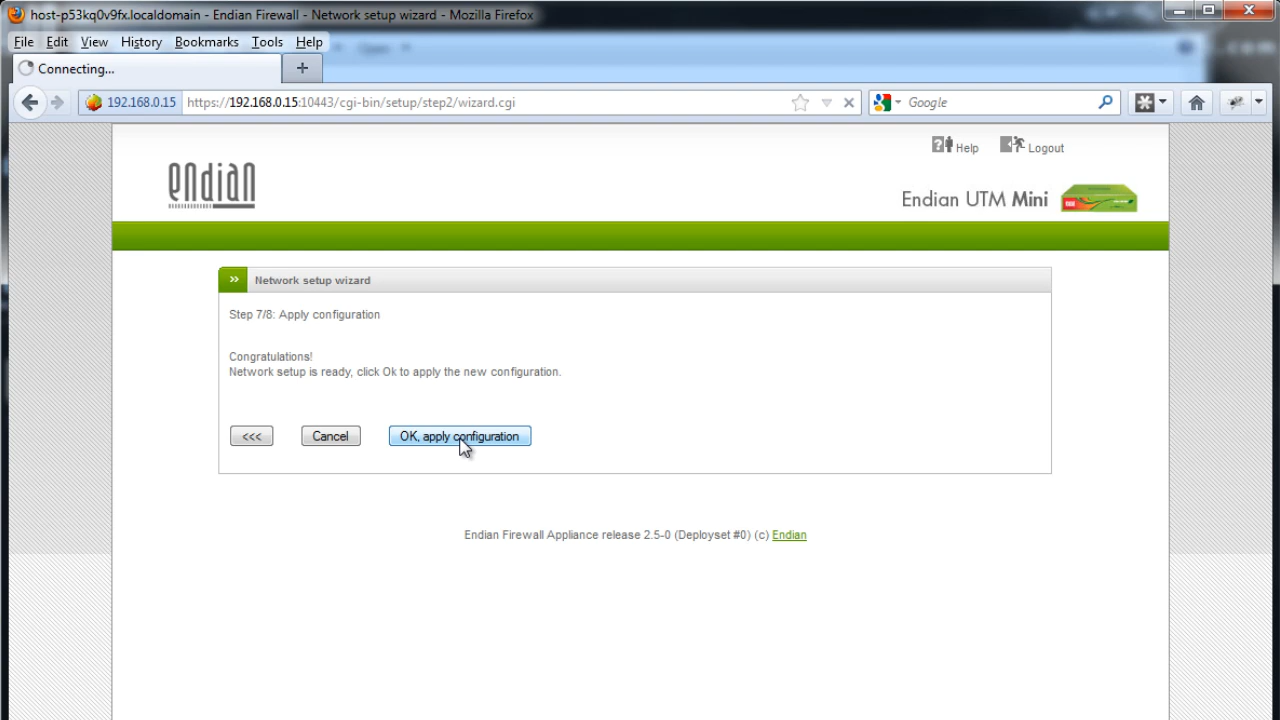 host-p53kq0v9fx.localdomain - Endian Firewall - Network setup wizard - Mozilla Firefox
File Edit View History Bookmarks Tools Help
Connecting...
192.168.0.15 https://192.168.0.15:10443/cgi-bin/setup/step2/wizard.cgi Google
Help Logout
endian
Endian UTM Mini
>> Network setup wizard
Step 7/8: Apply configuration
Congratulations!
Network setup is ready, click Ok to apply the new configuration.
<<< Cancel OK, apply configuration
Endian Firewall Appliance release 2.5-0 (Deployset #0) (c) Endian